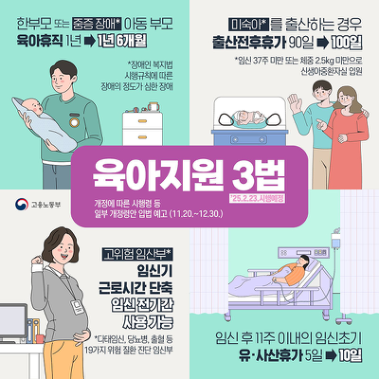 한부모 또는 중증 장애* 아동 부모
육아휴직 1년 ➡ 1년 6개월
*장애인 복지법
시행규칙에 따른
장애의 정도가 심한 장애
미숙아* 를 출산하는 경우
출산전후휴가 90일 ➡ 100일
*임신 37주 미만 또는 체중 2.5kg 미만으로
신생아중환자실 입원
육아지원 3법
개정에 따른 시행령 등
일부 개정령안 입법 예고 (11.20.~12.30.)
'25.2.23.시행예정
고용노동부
고위험 임산부*
임신기
근로시간 단축
임신 전기간
사용 가능
*다태임신, 당뇨병, 출혈 등
19가지 위험 질환 진단 임산부
임신 후 11주 이내의 임신초기
유·사산휴가 5일 ➡ 10일